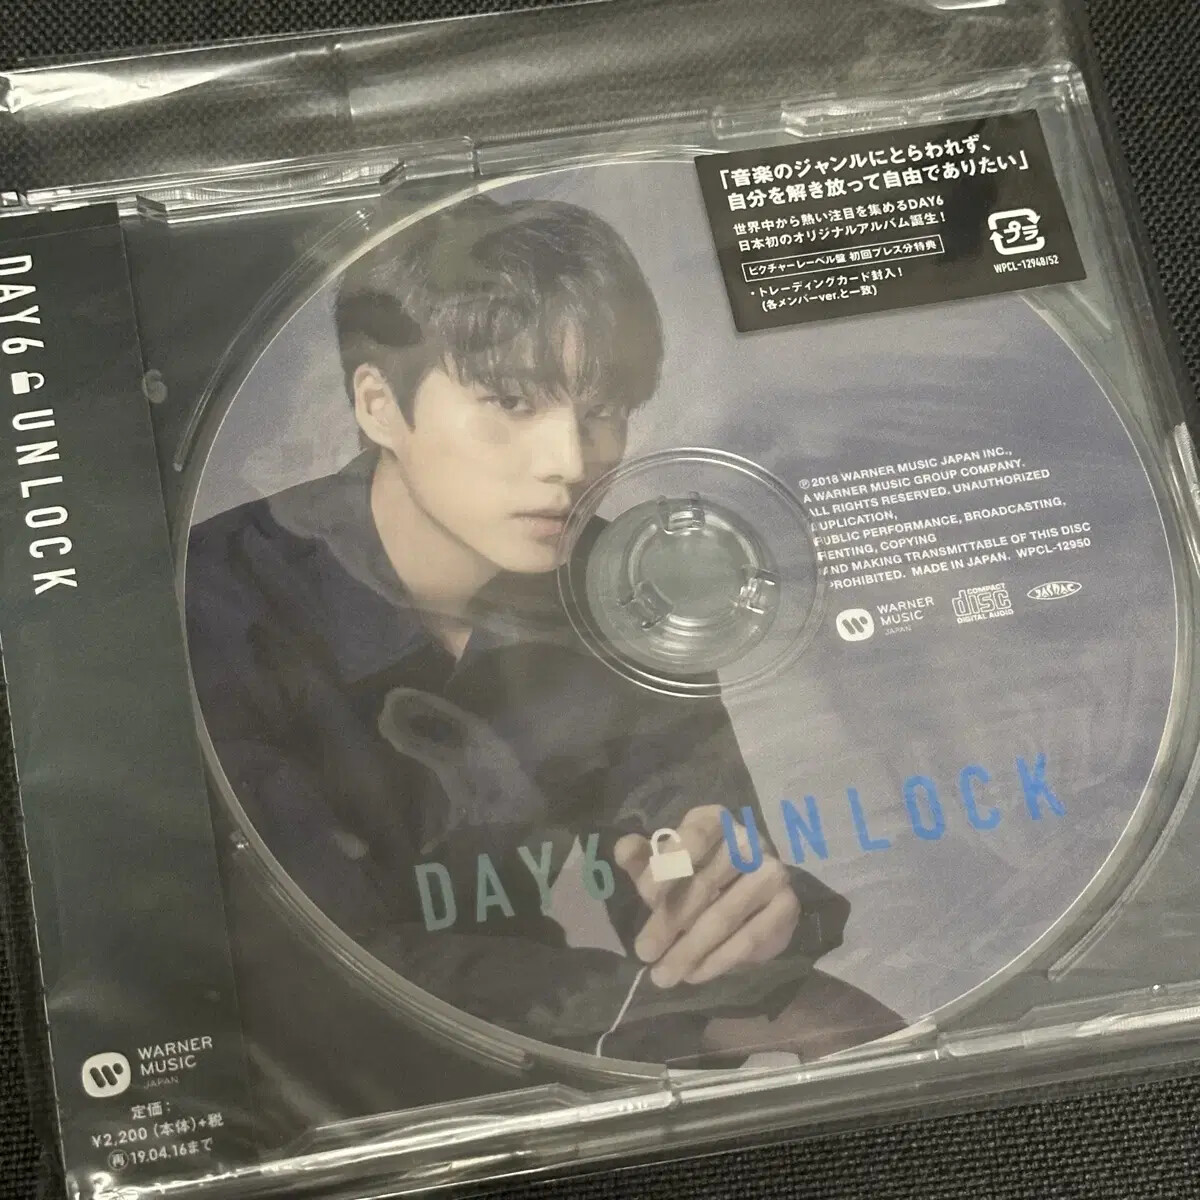 「音楽のジャンルにとらわれず、
自分を解き放って自由でありたい」
世界中から熱い注目を集めるDAY6
日本初のオリジナルアルバム誕生!
ピクチャーレーベル盤 初回プレス分特典
・トレーディングカード封入!
(各メンバーver.と一致)
プラ
WPCL-12948/52
DAY6 UNLOCK
℗2018 WARNER MUSIC JAPAN INC.,
A WARNER MUSIC GROUP COMPANY.
ALL RIGHTS RESERVED. UNAUTHORIZED
DUPLICATION,
PUBLIC PERFORMANCE, BROADCASTING,
RENTING, COPYING
AND MAKING TRANSMITTABLE OF THIS DISC
PROHIBITED. MADE IN JAPAN. WPCL-12950
WARNER
MUSIC
JAPAN
COMPACT
disc
DIGITAL AUDIO
JASRAC
DAY6 UNLOCK
WARNER
MUSIC
JAPAN
定価:
¥2,200(本体)+税
再19.04.16まで